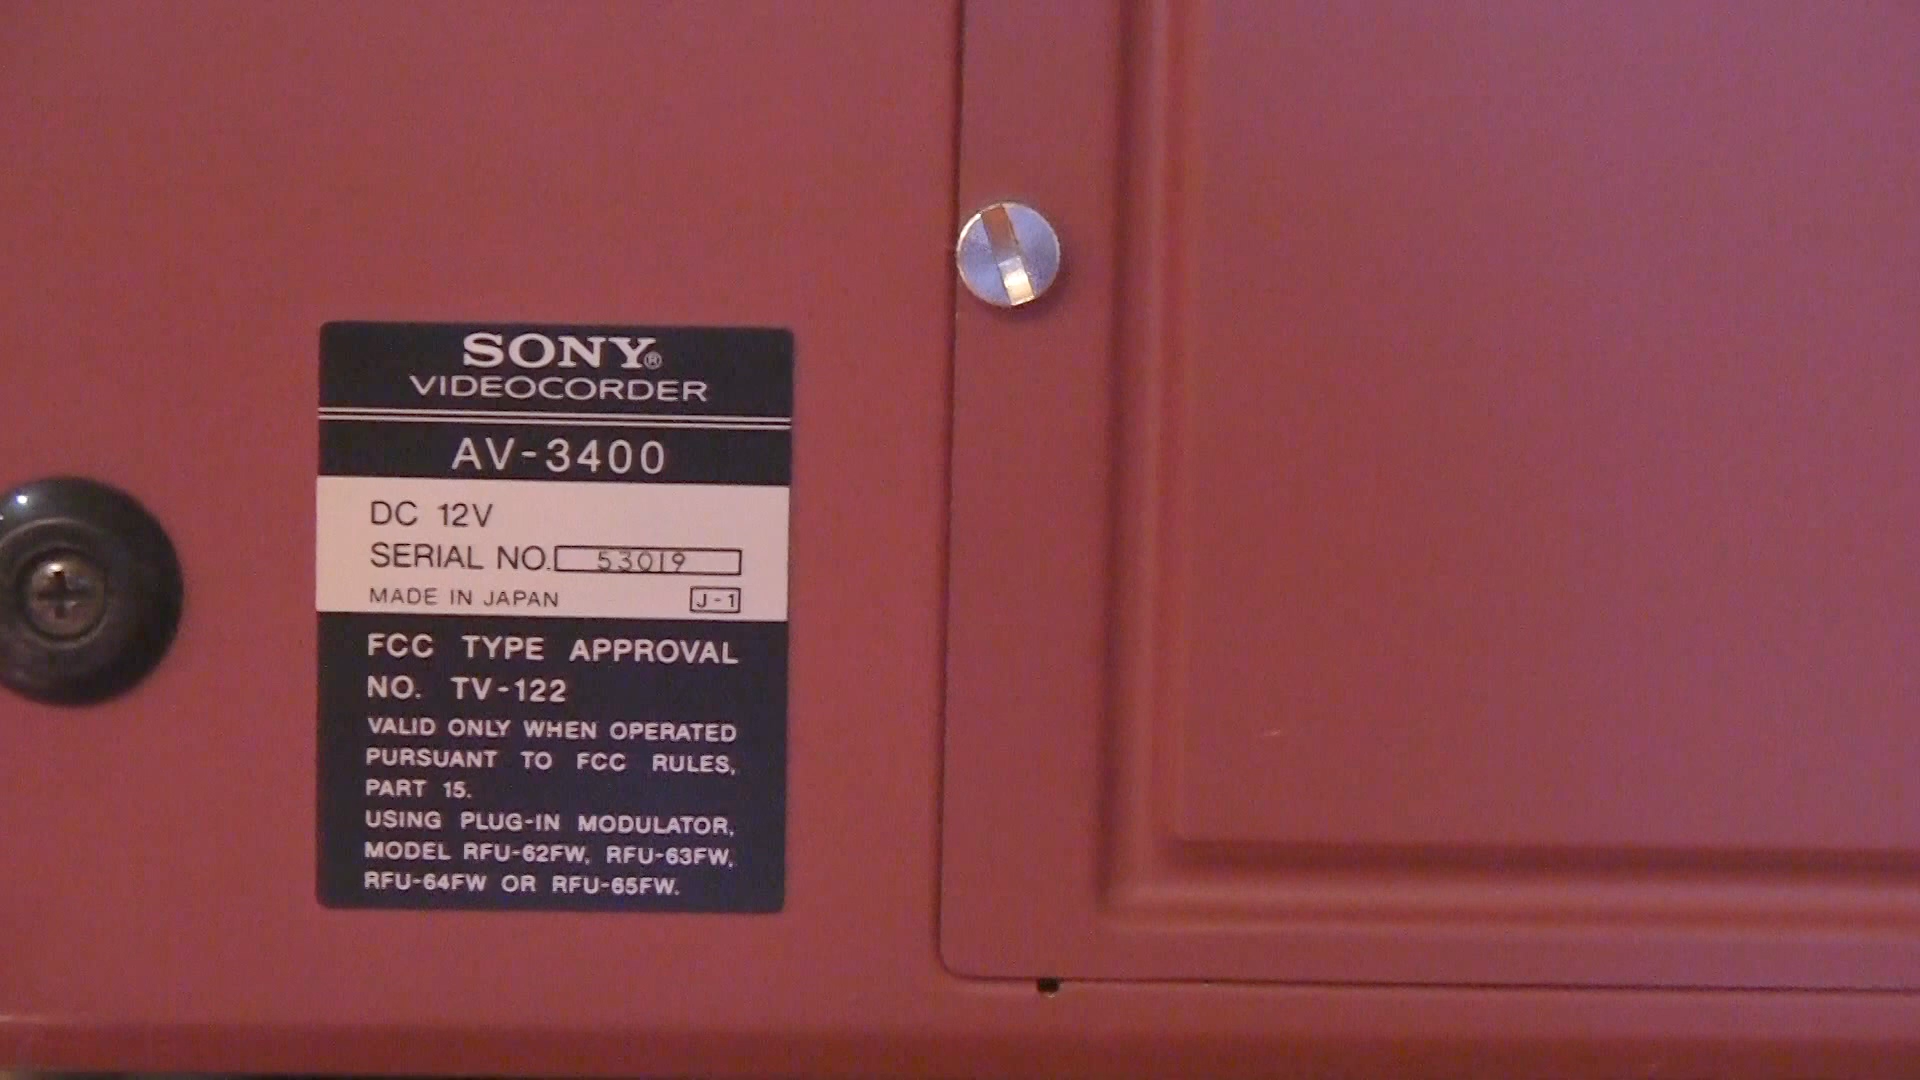 SONY®
VIDEOCORDER
AV-3400
DC 12V
SERIAL NO. 53019
MADE IN JAPAN J-1
FCC TYPE APPROVAL
NO. TV-122
VALID ONLY WHEN OPERATED
PURSUANT TO FCC RULES,
PART 15.
USING PLUG-IN MODULATOR,
MODEL RFU-62FW, RFU-63FW,
RFU-64FW OR RFU-65FW.